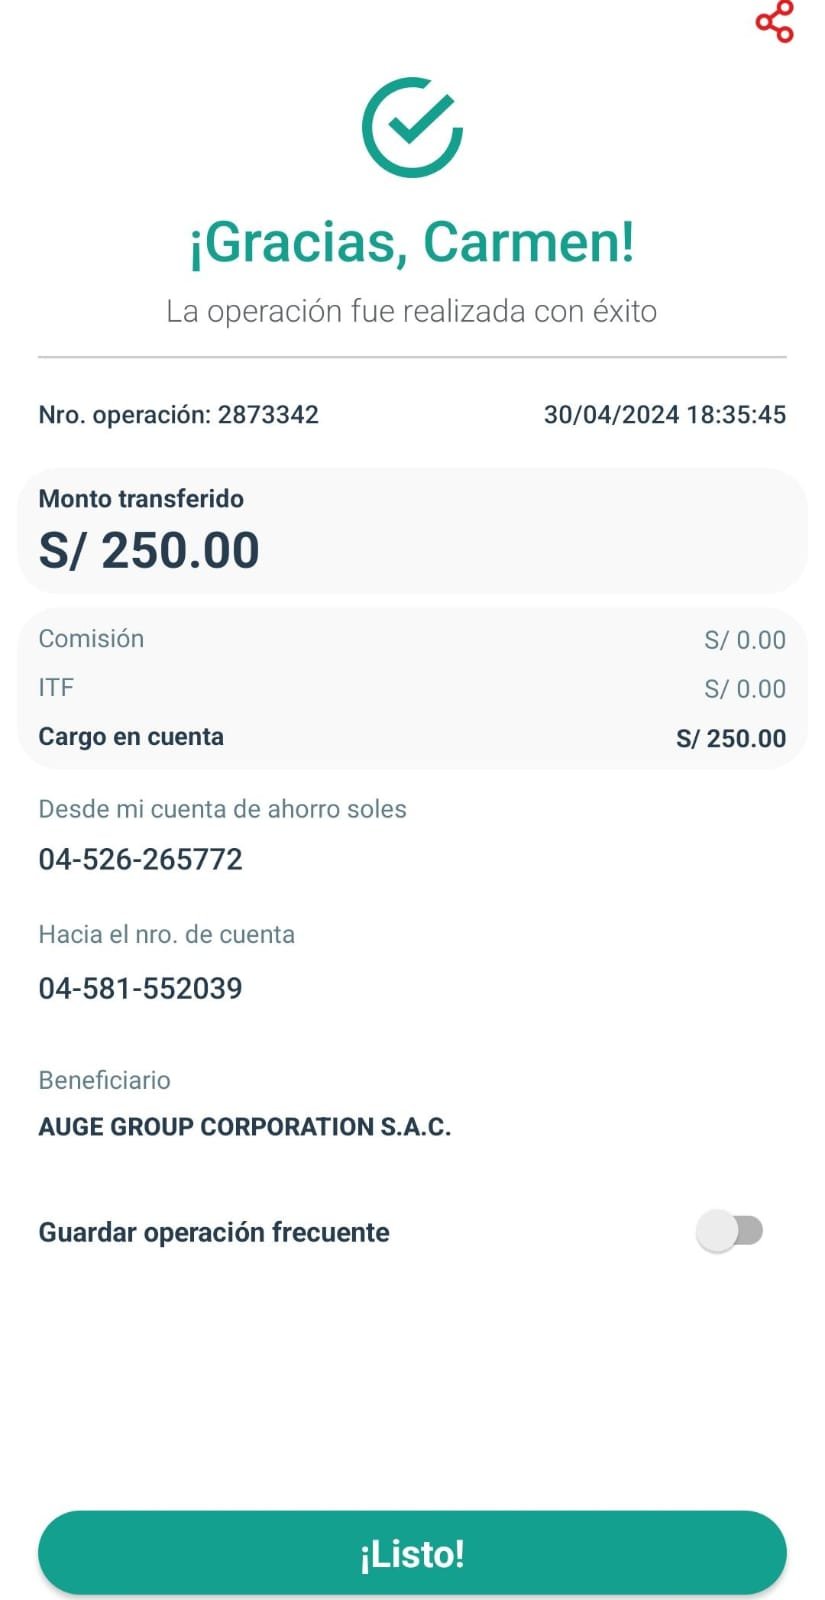 ¡Gracias, Carmen!
La operación fue realizada con éxito
Nro. operación: 2873342 30/04/2024 18:35:45
Monto transferido
S/ 250.00
Comisión S/ 0.00
ITF S/ 0.00
Cargo en cuenta S/ 250.00
Desde mi cuenta de ahorro soles
04-526-265772
Hacia el nro. de cuenta
04-581-552039
Beneficiario
AUGE GROUP CORPORATION S.A.C.
Guardar operación frecuente
¡Listo!